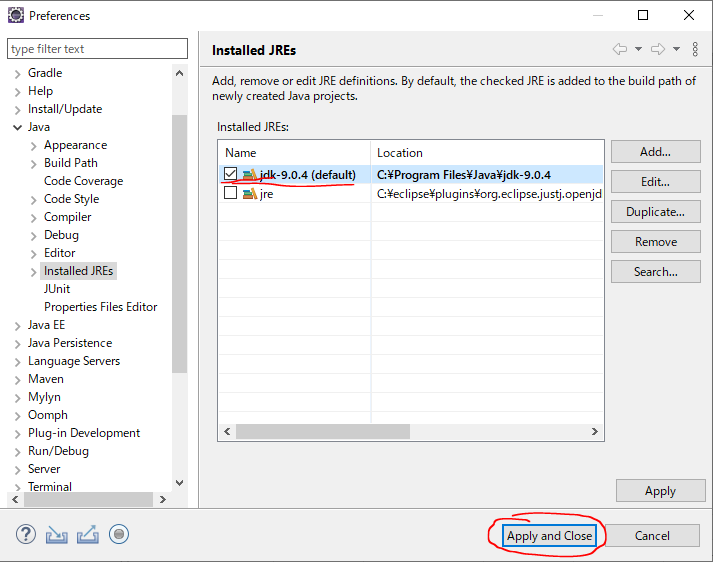 Preferences
type filter text
Gradle
Help
Install/Update
Java
Appearance
Build Path
Code Coverage
Code Style
Compiler
Debug
Editor
Installed JREs
JUnit
Properties Files Editor
Java EE
Java Persistence
Language Servers
Maven
Mylyn
Oomph
Plug-in Development
Run/Debug
Server
Terminal
Installed JREs
Add, remove or edit JRE definitions. By default, the checked JRE is added to the build path of
newly created Java projects.
Installed JREs:
Name Location
jdk-9.0.4 (default) C:¥Program Files¥Java¥jdk-9.0.4
jre C:¥eclipse¥plugins¥org.eclipse.justj.openjd
Add...
Edit...
Duplicate...
Remove
Search...
Apply
Apply and Close Cancel